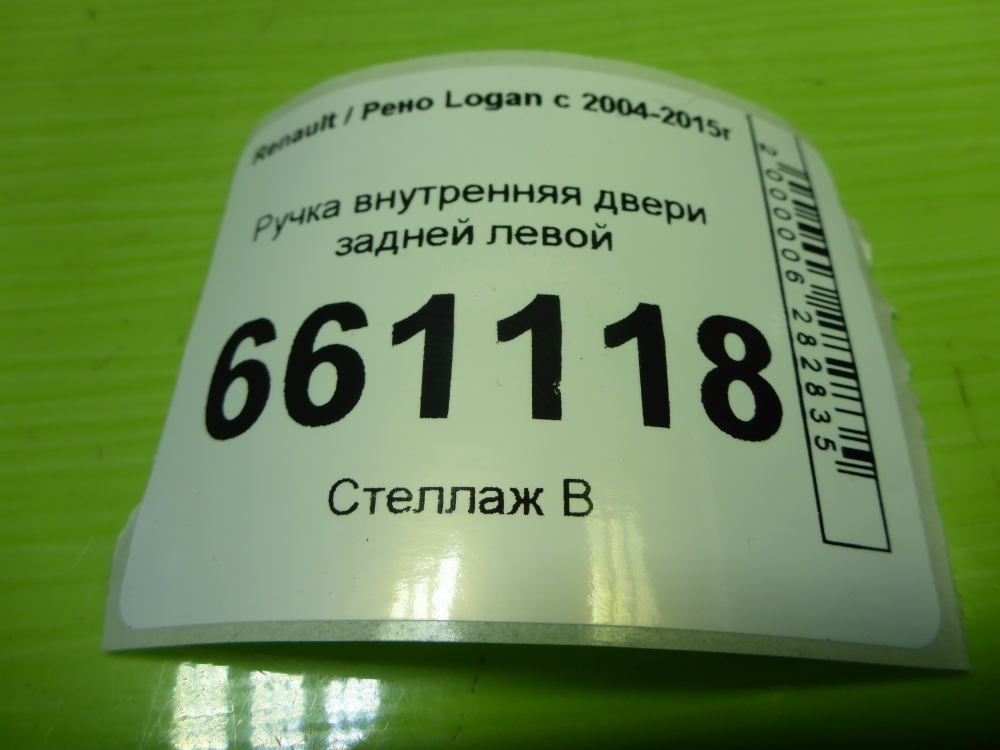 Renault / Рено Logan с 2004-2015г
Ручка внутренняя двери
задней левой
661118
Стеллаж В
2000006282835